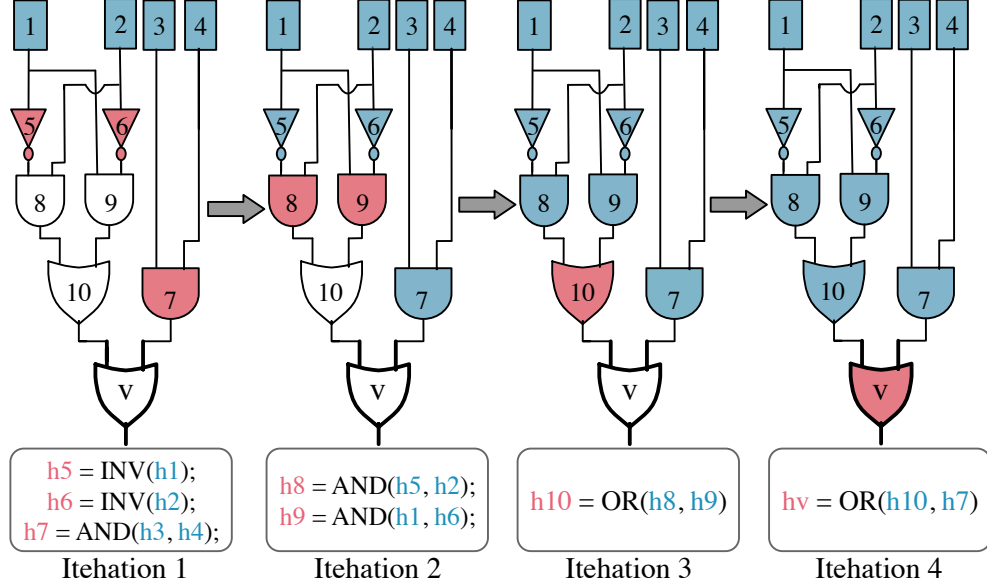 1 2 3 4 1 2 3 4 1 2 3 4 1 2 3 4
5 6 5 6 5 6 5 6
8 9 8 9 8 9 8 9
10 7 10 7 10 7 10 7
v v v v
h5 = INV(h1);
h6 = INV(h2);
h7 = AND(h3, h4);
Itehation 1
h8 = AND(h5, h2);
h9 = AND(h1, h6);
Itehation 2
h10 = OR(h8, h9)
Itehation 3
hv = OR(h10, h7)
Itehation 4